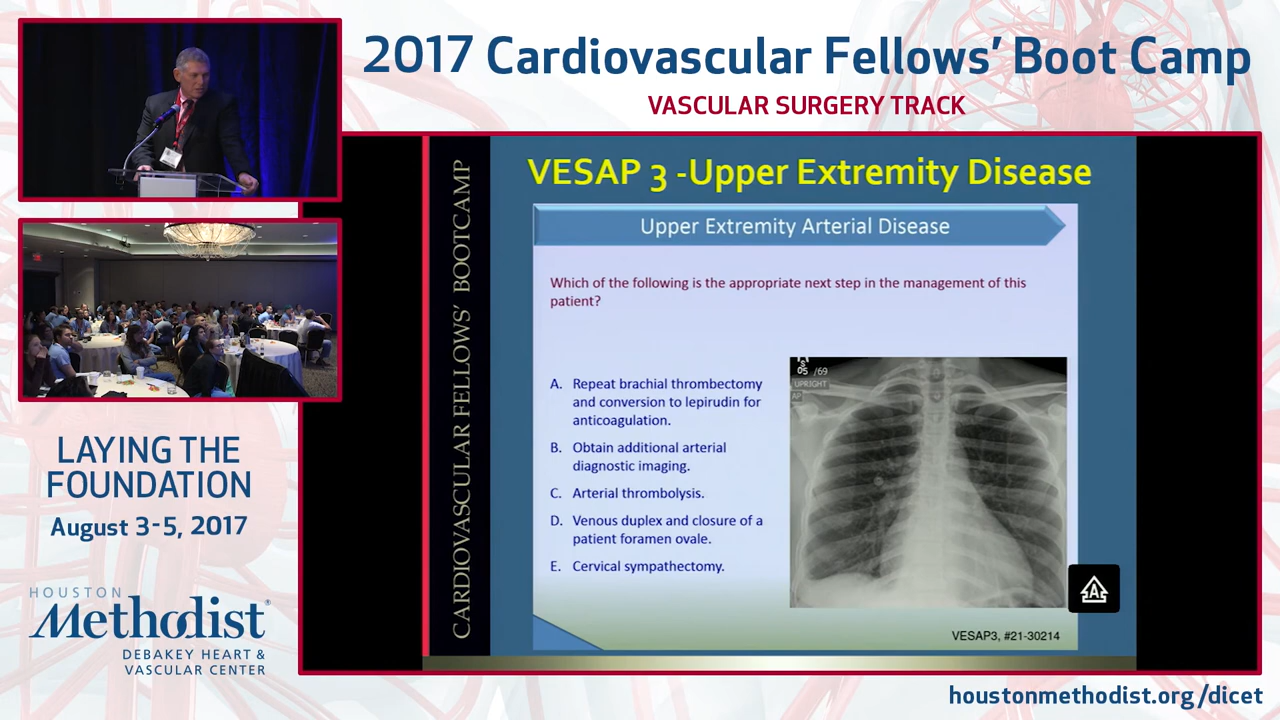 2017 Cardiovascular Fellows' Boot Camp
VASCULAR SURGERY TRACK
CARDIOVASCULAR FELLOWS' BOOTCAMP
VESAP 3 -Upper Extremity Disease
Upper Extremity Arterial Disease
Which of the following is the appropriate next step in the management of this
patient?
A. Repeat brachial thrombectomy
and conversion to lepirudin for
anticoagulation.
B. Obtain additional arterial
diagnostic imaging.
C. Arterial thrombolysis.
D. Venous duplex and closure of a
patient foramen ovale.
E. Cervical sympathectomy.
05 /69
UPRIGHT
AP
A
VESAP3, #21-30214
LAYING THE
FOUNDATION
August 3-5, 2017
HOUSTON
Methodist®
DEBAKEY HEART &
VASCULAR CENTER
houstonmethodist.org/dicet